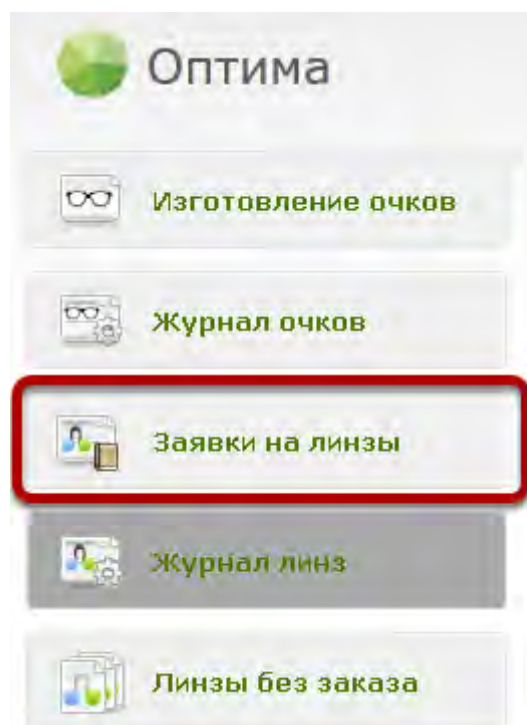 Оптима
Изготовление очков
Журнал очков
Заявки на линзы
Журнал линз
Линзы без заказа